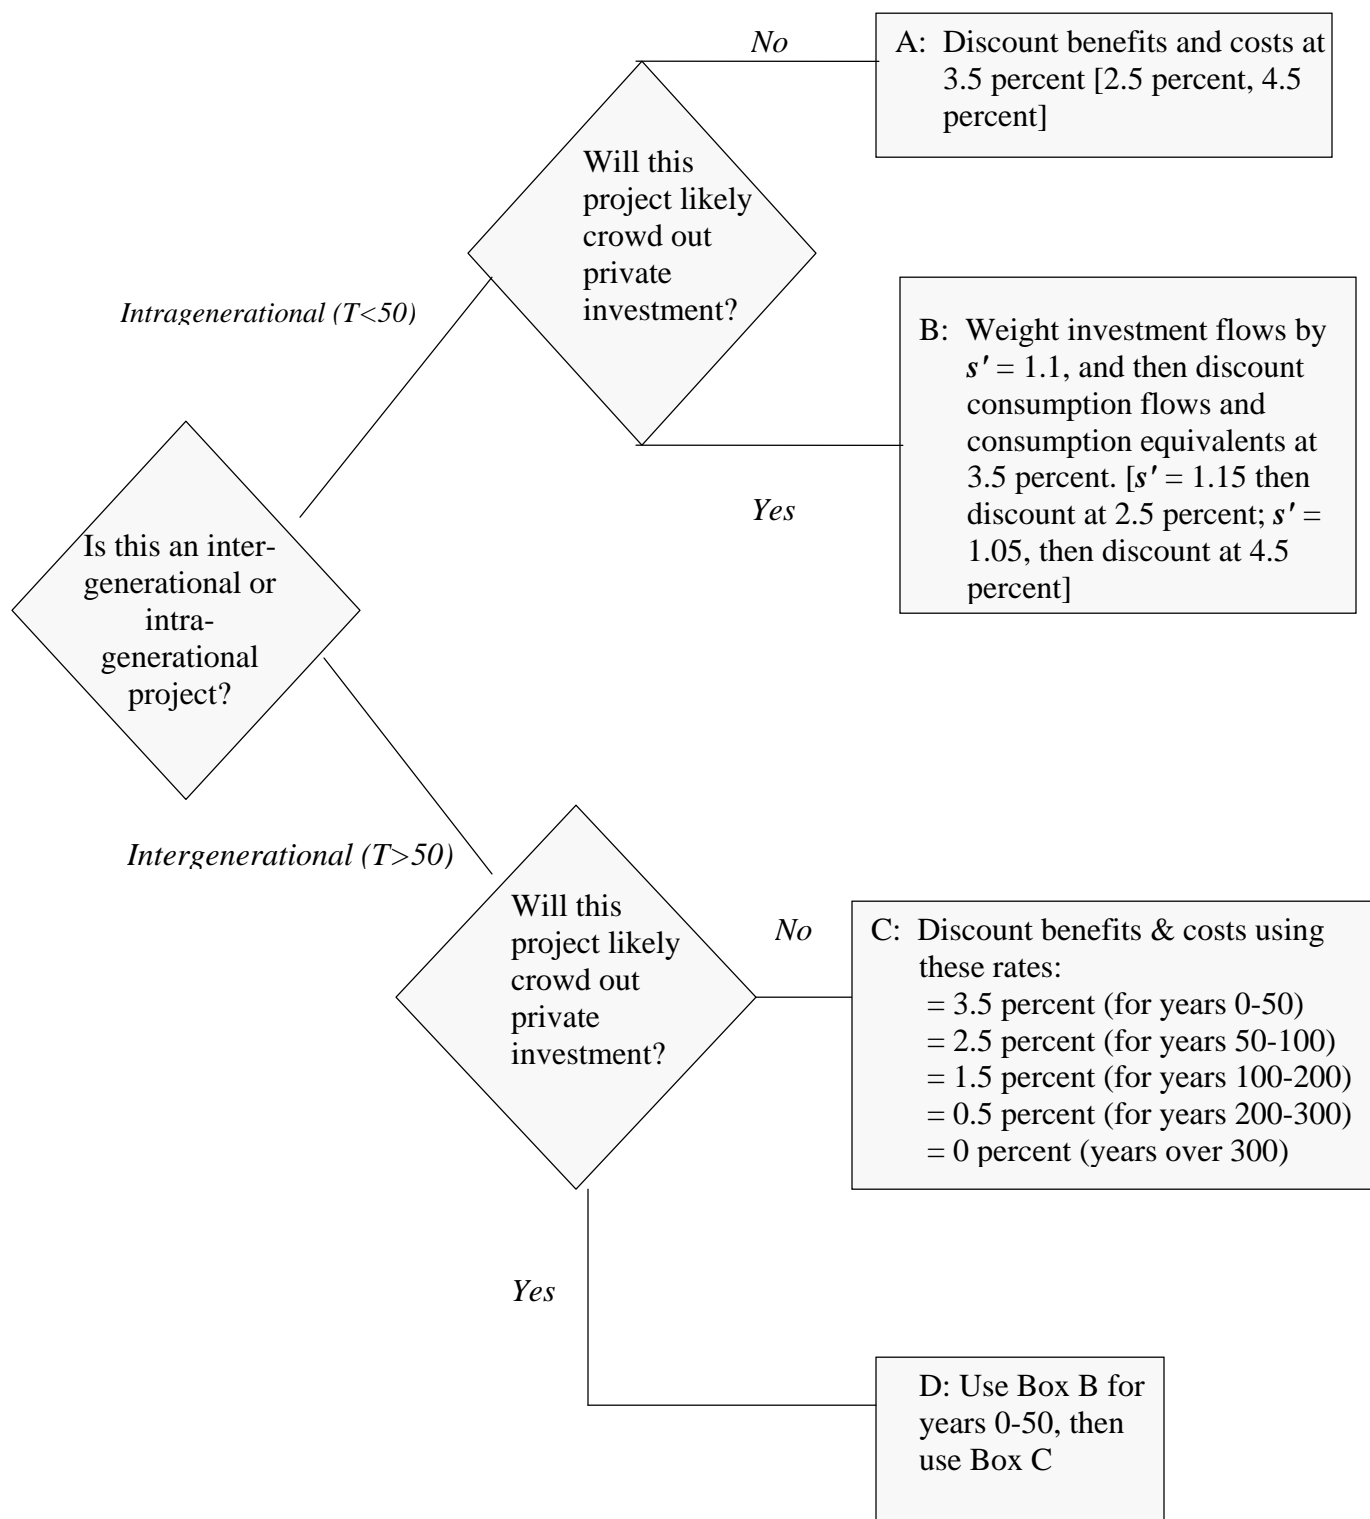 No
A: Discount benefits and costs at
3.5 percent [2.5 percent, 4.5
percent]
Will this
project likely
crowd out
private
investment?
Intragenerational (T<50)
B: Weight investment flows by
s' = 1.1, and then discount
consumption flows and
consumption equivalents at
3.5 percent. [s' = 1.15 then
discount at 2.5 percent; s' =
1.05, then discount at 4.5
percent]
Yes
Is this an inter-
generational or
intra-
generational
project?
Intergenerational (T>50)
Will this
project likely
crowd out
private
investment?
No
C: Discount benefits & costs using
these rates:
= 3.5 percent (for years 0-50)
= 2.5 percent (for years 50-100)
= 1.5 percent (for years 100-200)
= 0.5 percent (for years 200-300)
= 0 percent (years over 300)
Yes
D: Use Box B for
years 0-50, then
use Box C